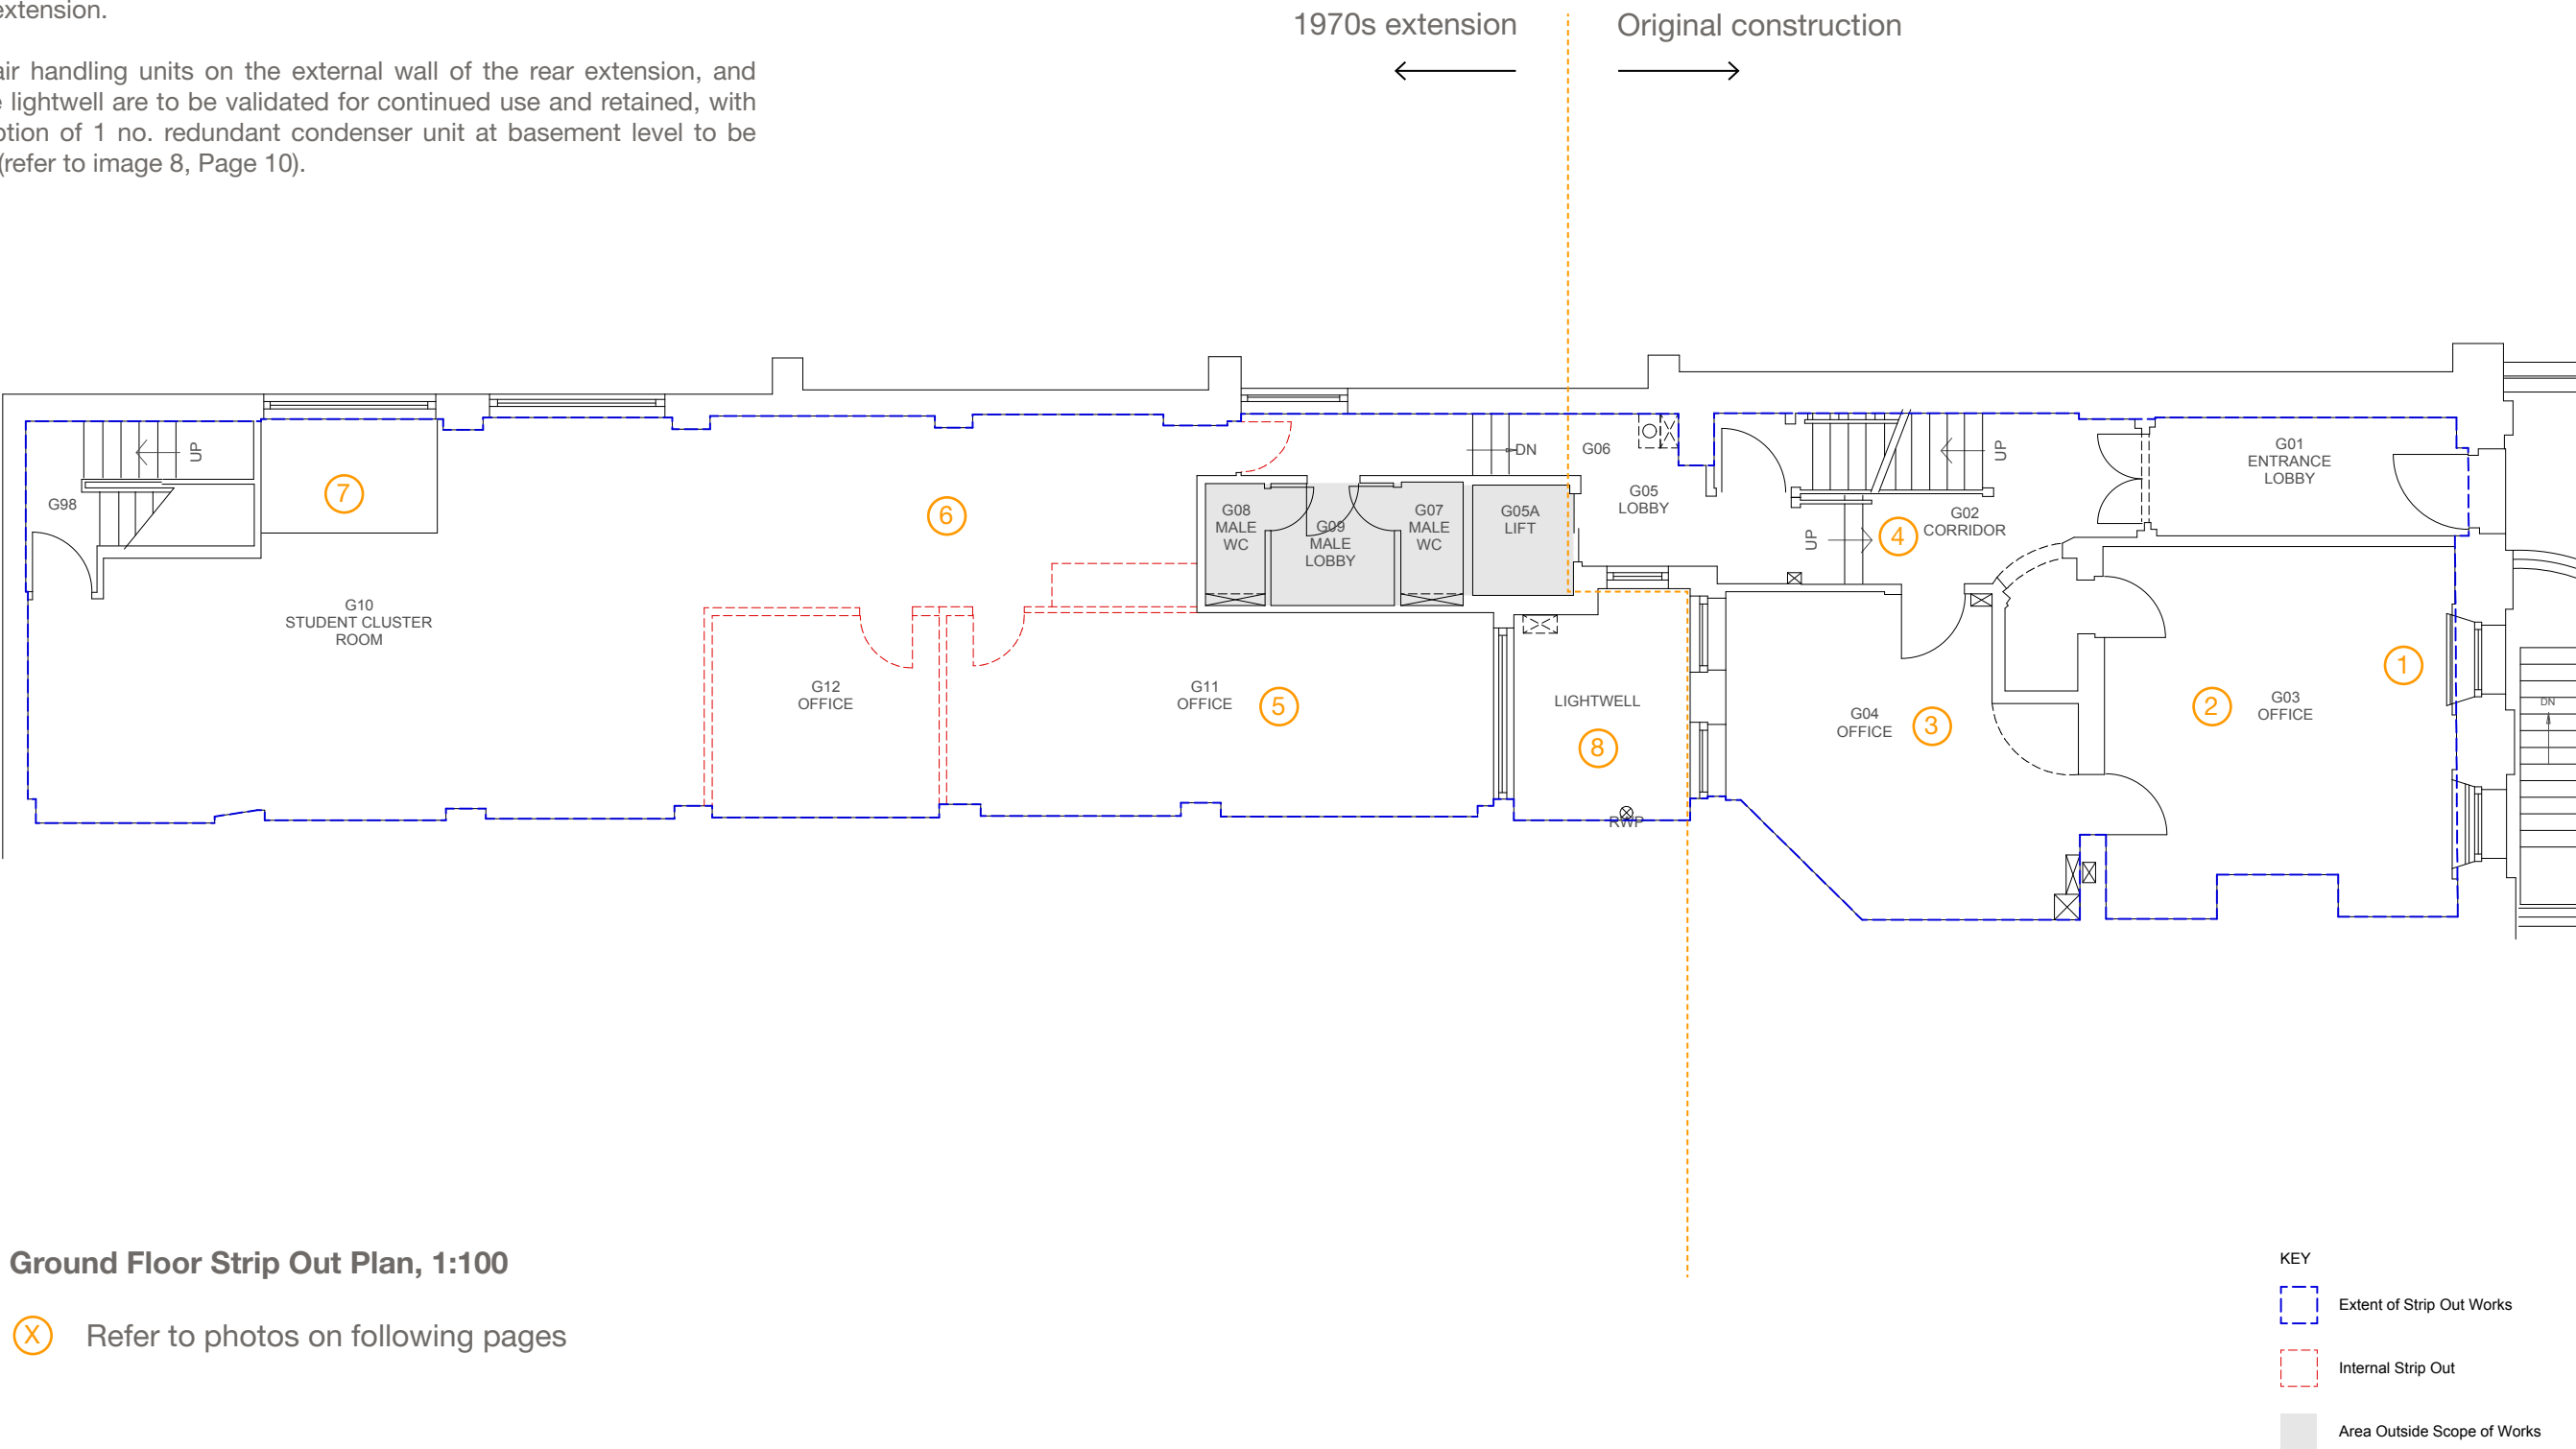 extension.
air handling units on the external wall of the rear extension, and
lightwell are to be validated for continued use and retained, with
of 1 no. redundant condenser unit at basement level to be
(refer to image 8, Page 10).
1970s extension
Original construction
G98
UP
7
6
DN
G06
G05
LOBBY
UP
UP
4
G02
CORRIDOR
G01
ENTRANCE
LOBBY
G08
MALE
WC
G09
MALE
LOBBY
G07
MALE
WC
G05A
LIFT
G10
STUDENT CLUSTER
ROOM
G12
OFFICE
G11
OFFICE
5
LIGHTWELL
8
RWP
G04
OFFICE
3
2
G03
OFFICE
1
DN
Ground Floor Strip Out Plan, 1:100
X Refer to photos on following pages
KEY
Extent of Strip Out Works
Internal Strip Out
Area Outside Scope of Works